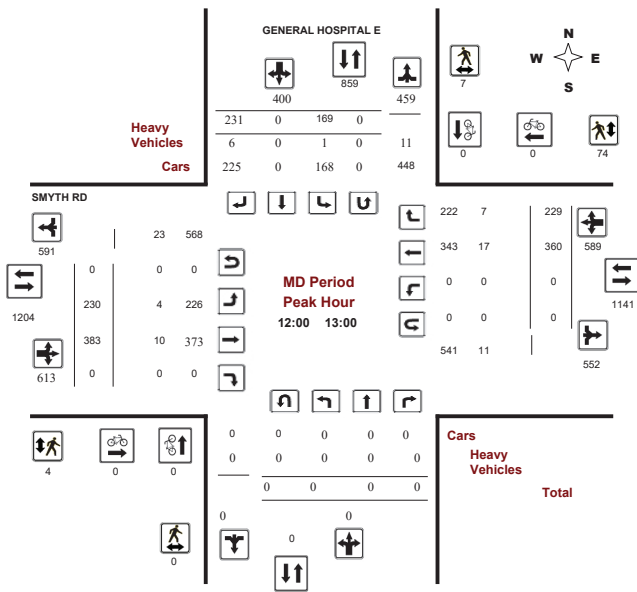 GENERAL HOSPITAL E
N
W E
S
859
7
400 459
231 0 169 0
Heavy
Vehicles
6 0 1 0 11
Cars
225 0 168 0 448
0 0 74
SMYTH RD
591
23 568
222 7 229
589
0 0 0
343 17 360
MD Period
Peak Hour
12:00 13:00
1204
230 4 226
0 0 0
1141
383 10 373
0 0 0
613
0 0 0
541 11
552
0 0 0 0 0
Cars
0 0 0 0 0
Heavy
Vehicles
0 0 0 0
Total
4 0 0
0 0
0
0